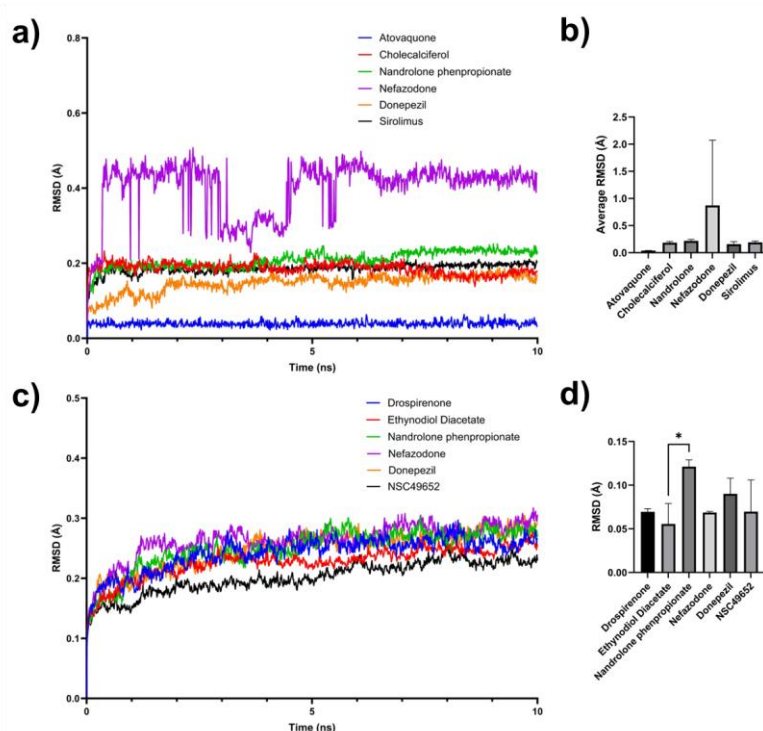 a)
0.8
0.6
0.4
0.2
0.0
RMSD (Å)
0
5
10
Time (ns)
Atovaquone
Cholecalciferol
Nandrolone phenpropionate
Nefazodone
Donepezil
Sirolimus
b)
2.5
2.0
1.5
1.0
0.5
0.0
Average RMSD (Å)
Atovaquone
Cholecalciferol
Nandrolone
Nefazodone
Donepezil
Sirolimus
c)
0.5
0.4
0.3
0.2
0.1
0.0
RMSD (Å)
0
5
10
Time (ns)
Drospirenone
Ethynodiol Diacetate
Nandrolone phenpropionate
Nefazodone
Donepezil
NSC49652
d)
0.15
0.10
0.05
0.00
RMSD (Å)
*
Drospirenone
Ethynodiol Diacetate
Nandrolone phenpropionate
Nefazodone
Donepezil
NSC49652